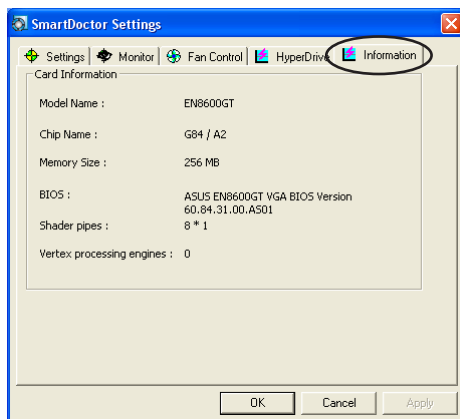 SmartDoctor Settings
Settings Monitor Fan Control HyperDrive Information
Card Information
Model Name : EN8600GT
Chip Name : G84 / A2
Memory Size : 256 MB
BIOS : ASUS EN8600GT VGA BIOS Version
60.84.31.00.AS01
Shader pipes : 8 * 1
Vertex processing engines : 0
OK Cancel Apply